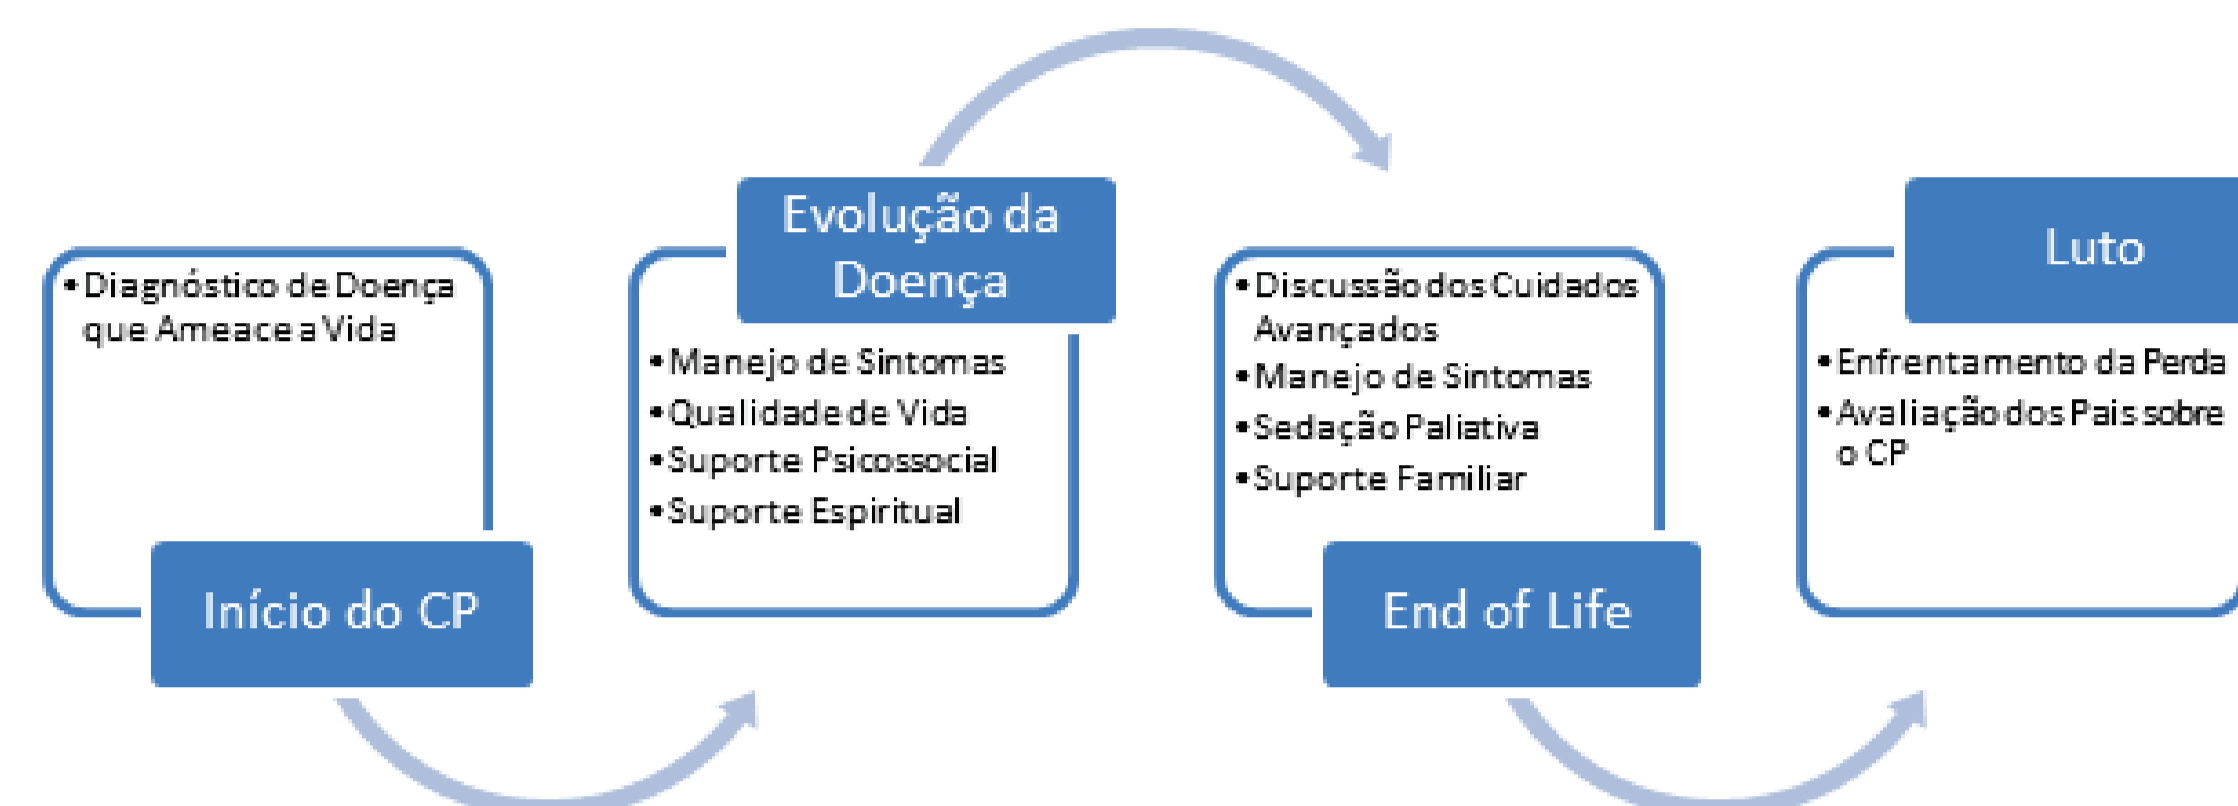 • Diagnóstico de Doença
que Ameace a Vida
Início do CP
Evolução da
Doença
• Manejo de Sintomas
• Qualidade de Vida
• Suporte Psicossocial
• Suporte Espiritual
• Discussão dos Cuidados
Avançados
• Manejo de Sintomas
• Sedação Paliativa
• Suporte Familiar
End of Life
Luto
• Enfrentamento da Perda
• Avaliação dos Pais sobre
o CP